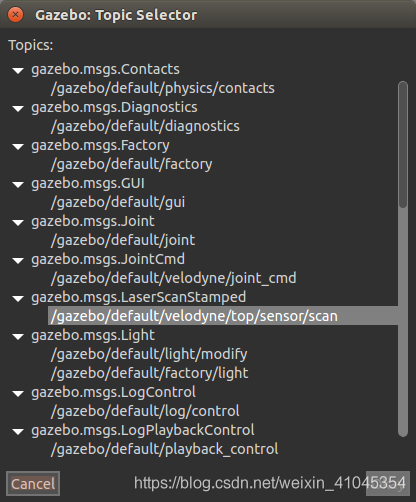 Gazebo: Topic Selector
Topics:
gazebo.msgs.Contacts
/gazebo/default/physics/contacts
gazebo.msgs.Diagnostics
/gazebo/default/diagnostics
gazebo.msgs.Factory
/gazebo/default/factory
gazebo.msgs.GUI
/gazebo/default/gui
gazebo.msgs.Joint
/gazebo/default/joint
gazebo.msgs.JointCmd
/gazebo/default/velodyne/joint_cmd
gazebo.msgs.LaserScanStamped
/gazebo/default/velodyne/top/sensor/scan
gazebo.msgs.Light
/gazebo/default/light/modify
/gazebo/default/factory/light
gazebo.msgs.LogControl
/gazebo/default/log/control
gazebo.msgs.LogPlaybackControl
/gazebo/default/playback_control
Cancel
https://blog.csdn.net/weixin_41045354